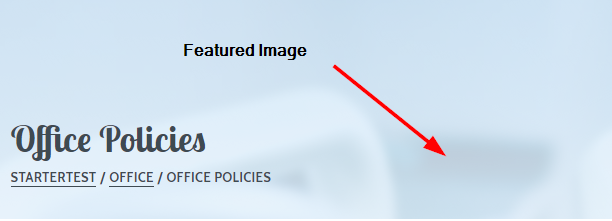 Featured Image
Office Policies
STARTERTEST / OFFICE / OFFICE POLICIES